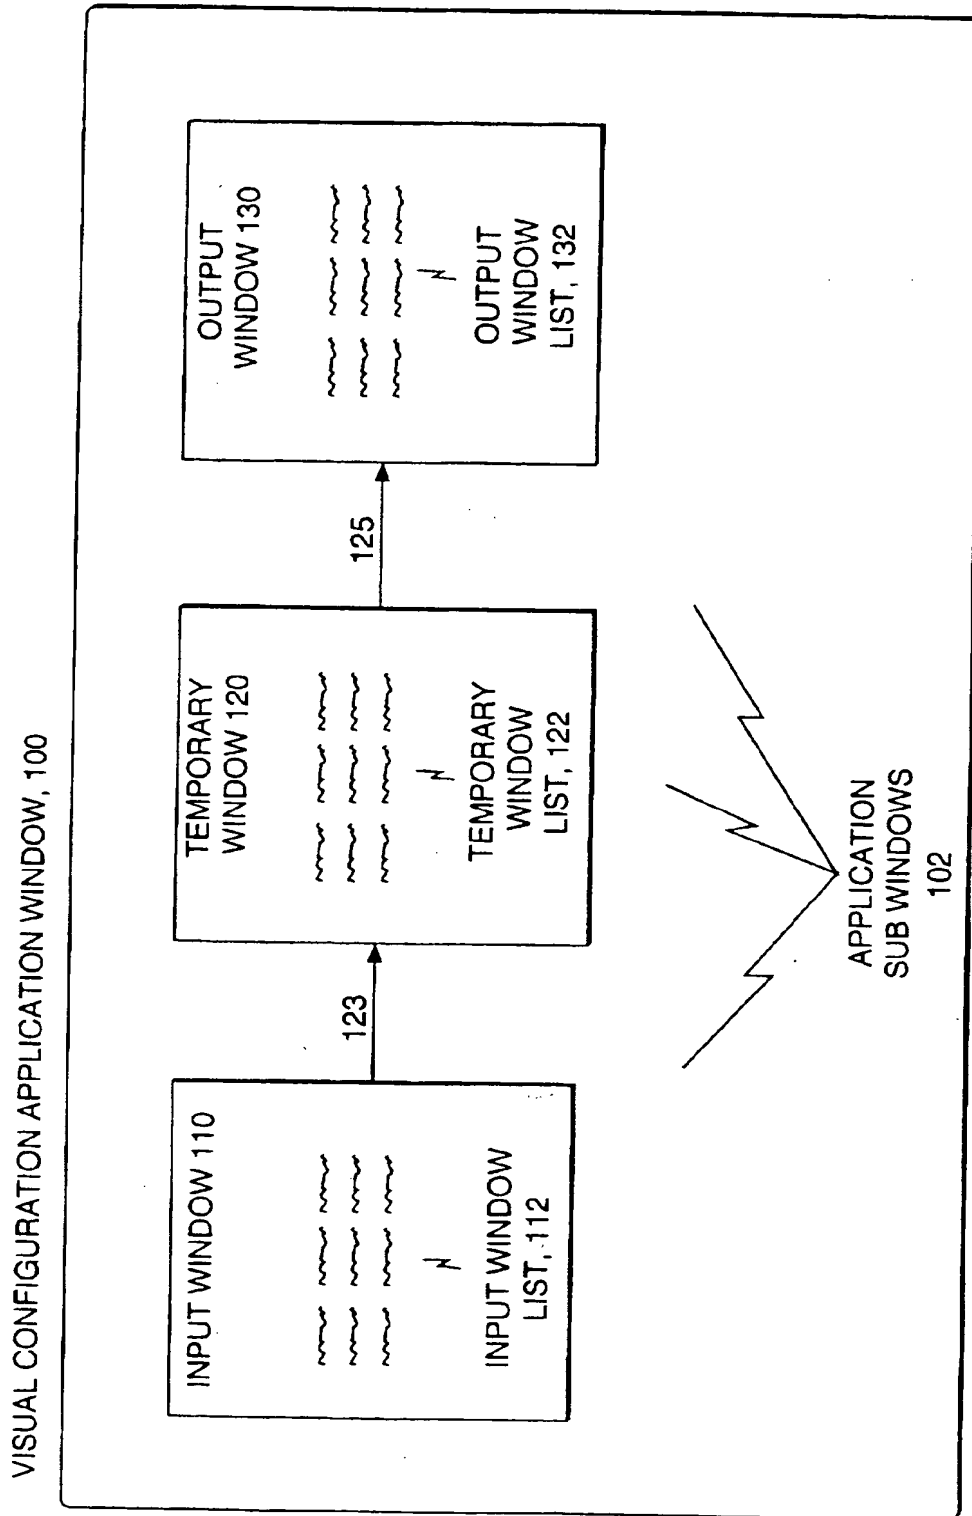 VISUAL CONFIGURATION APPLICATION WINDOW, 100
INPUT WINDOW 110
INPUT WINDOW
LIST, 112
123
TEMPORARY
WINDOW 120
TEMPORARY
WINDOW
LIST, 122
125
OUTPUT
WINDOW 130
OUTPUT
WINDOW
LIST, 132
APPLICATION
SUB WINDOWS
102